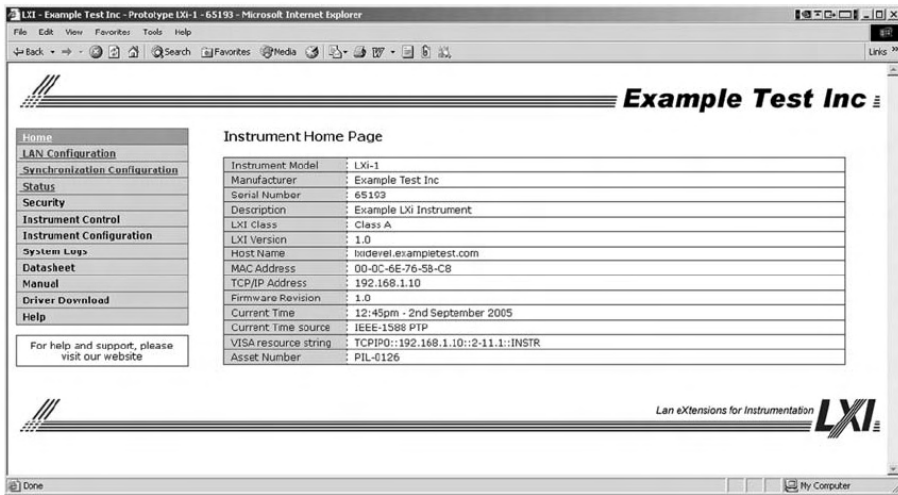 LXI - Example Test Inc - Prototype LXi-1 - 65193 - Microsoft Internet Explorer
File Edit View Favorites Tools Help
Back Search Favorites Media Links
Example Test Inc
Home
LAN Configuration
Synchronization Configuration
Status
Security
Instrument Control
Instrument Configuration
System Logs
Datasheet
Manual
Driver Download
Help
For help and support, please
visit our website
Instrument Home Page
Instrument Model : LXi-1
Manufacturer : Example Test Inc
Serial Number : 65193
Description : Example LXi Instrument
LXI Class : Class A
LXI Version : 1.0
Host Name : lxidevel.exampletest.com
MAC Address : 00-0C-6E-76-5B-C8
TCP/IP Address : 192.168.1.10
Firmware Revision : 1.0
Current Time : 12:45pm - 2nd September 2005
Current Time source : IEEE-1588 PTP
VISA resource string : TCPIP0::192.168.1.10::2-11.1::INSTR
Asset Number : PIL-0126
Lan eXtensions for Instrumentation LXI
Done My Computer